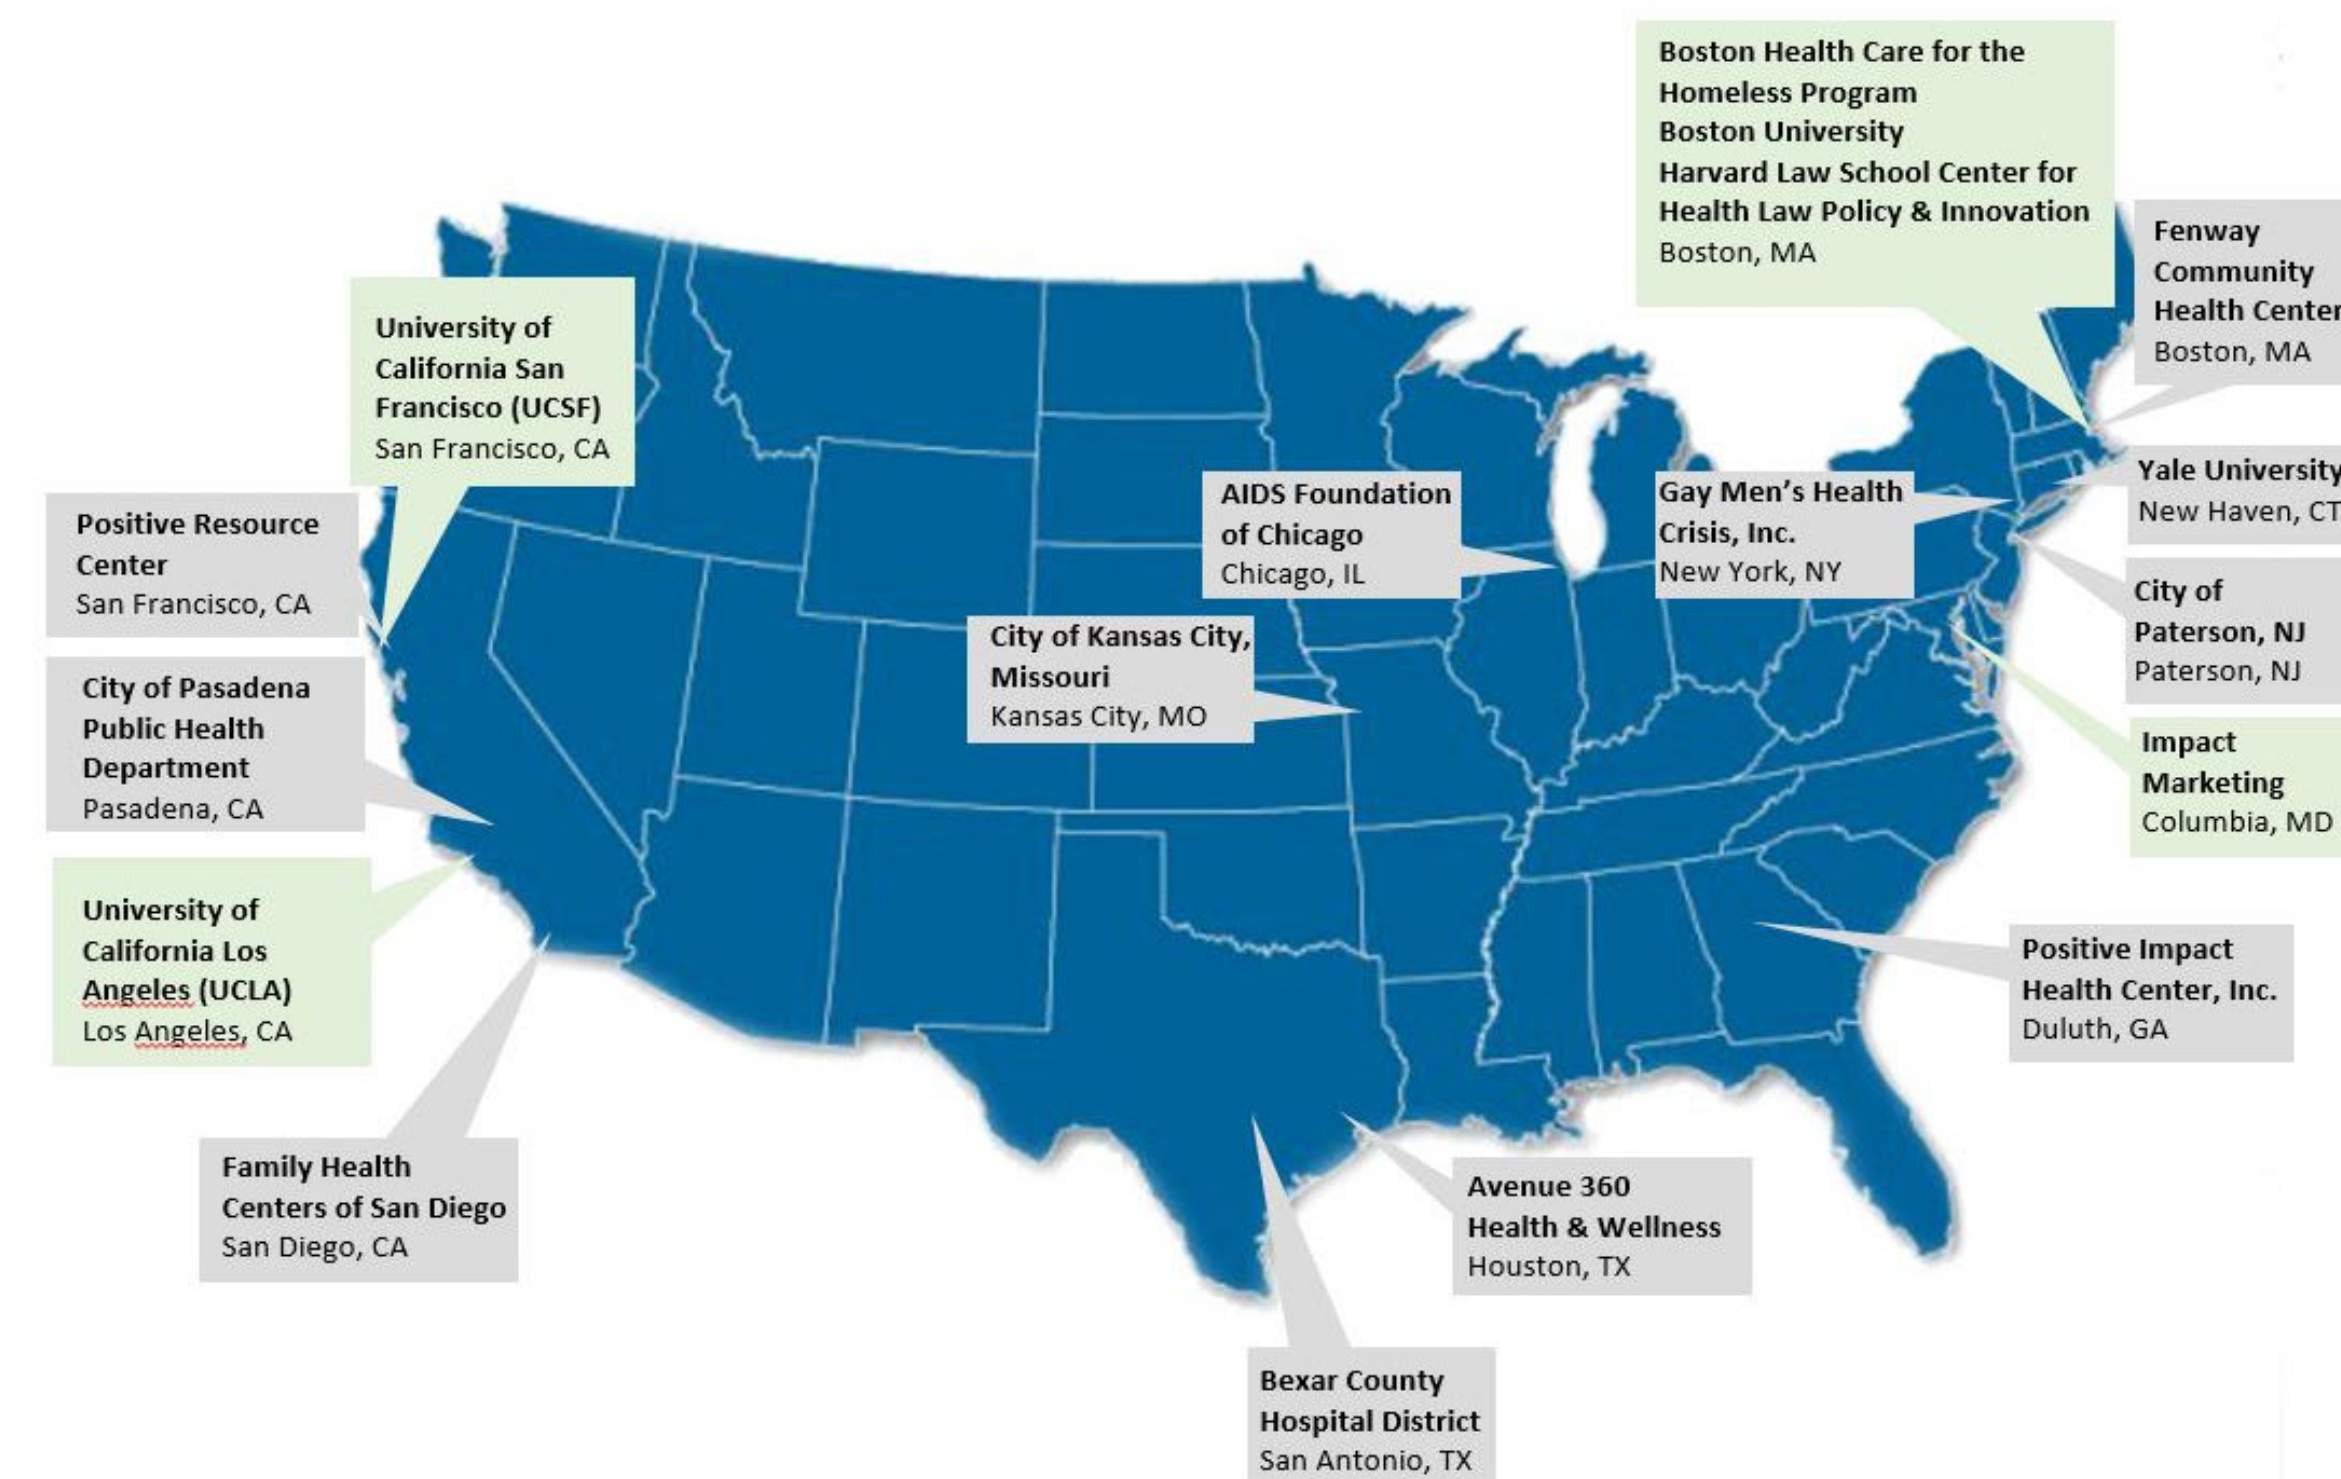 Boston Health Care for the
Homeless Program
Boston University
Harvard Law School Center for
Health Law Policy & Innovation
Boston, MA
Fenway
Community
Health Center
Boston, MA
University of
California San
Francisco (UCSF)
San Francisco, CA
Positive Resource
Center
San Francisco, CA
AIDS Foundation
of Chicago
Chicago, IL
Gay Men's Health
Crisis, Inc.
New York, NY
Yale University
New Haven, CT
City of
Paterson, NJ
Paterson, NJ
City of Kansas City,
Missouri
Kansas City, MO
City of Pasadena
Public Health
Department
Pasadena, CA
Impact
Marketing
Columbia, MD
University of
California Los
Angeles (UCLA)
Los Angeles, CA
Positive Impact
Health Center, Inc.
Duluth, GA
Family Health
Centers of San Diego
San Diego, CA
Avenue 360
Health & Wellness
Houston, TX
Bexar County
Hospital District
San Antonio, TX